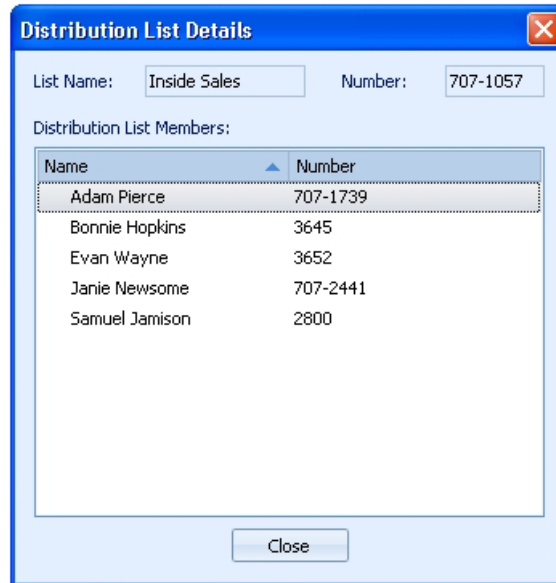 Distribution List Details
List Name: Inside Sales Number: 707-1057
Distribution List Members:
Name Number
Adam Pierce 707-1739
Bonnie Hopkins 3645
Evan Wayne 3652
Janie Newsome 707-2441
Samuel Jamison 2800
Close